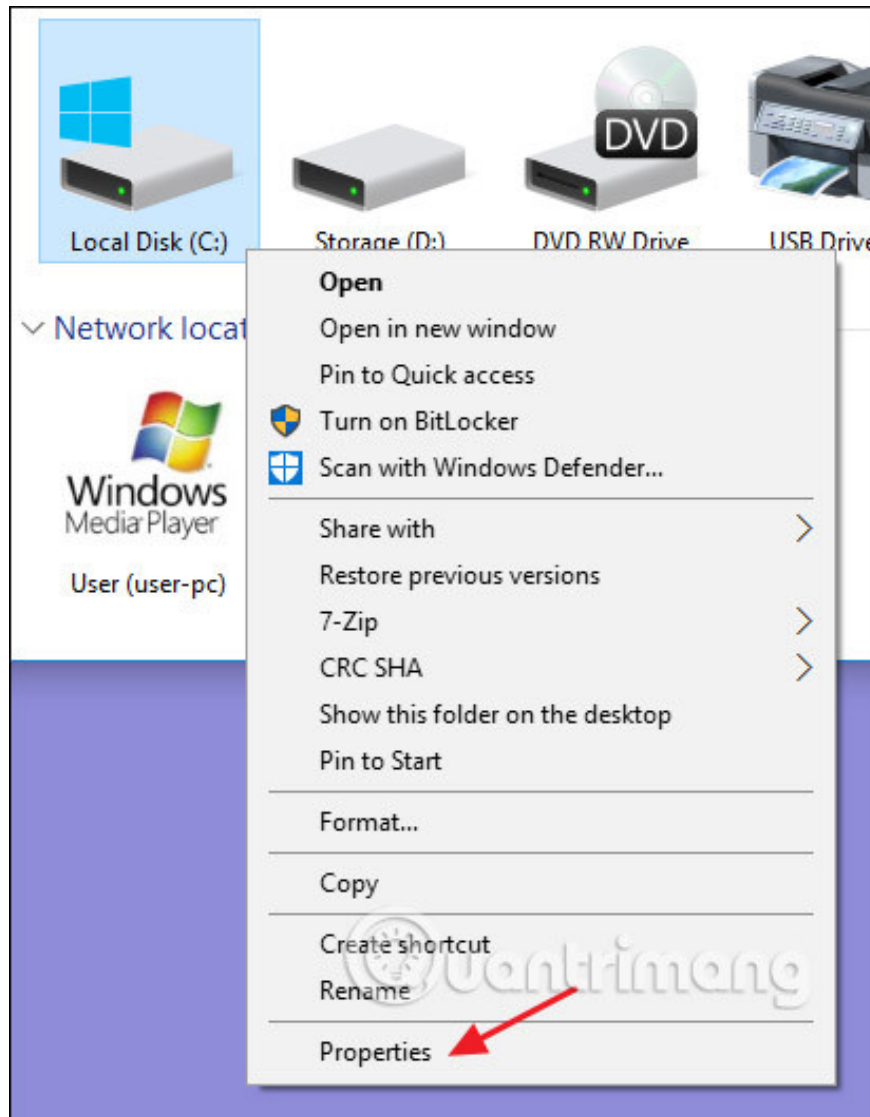 DVD
Local Disk (C:)
Storage (D:)
DVD RW Drive
USB Drive
Open
Network locat
Open in new window
Pin to Quick access
Turn on BitLocker
Scan with Windows Defender...
Windows
Media Player
Share with
User (user-pc)
Restore previous versions
7-Zip
CRC SHA
Show this folder on the desktop
Pin to Start
Format...
Copy
Create shortcut
Quantrimang
Rename
Properties